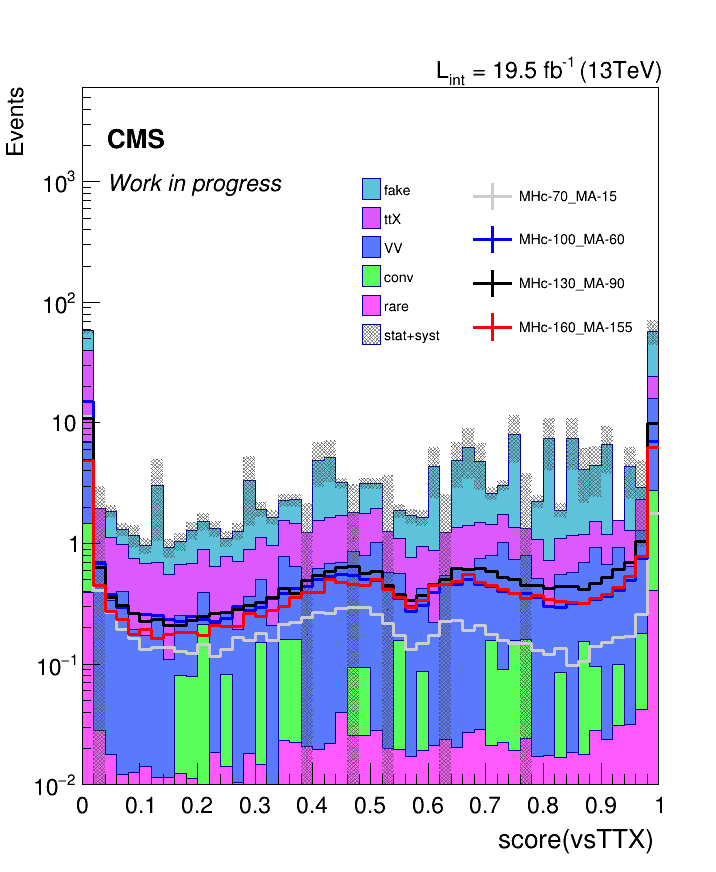 L_int = 19.5 fb^-1 (13TeV)
Events
CMS
Work in progress
fake
ttX
VV
conv
rare
stat+syst
MHc-70_MA-15
MHc-100_MA-60
MHc-130_MA-90
MHc-160_MA-155
10^3
10^2
10
1
10^−1
10^−2
0 0.1 0.2 0.3 0.4 0.5 0.6 0.7 0.8 0.9 1
score(vsTTX)